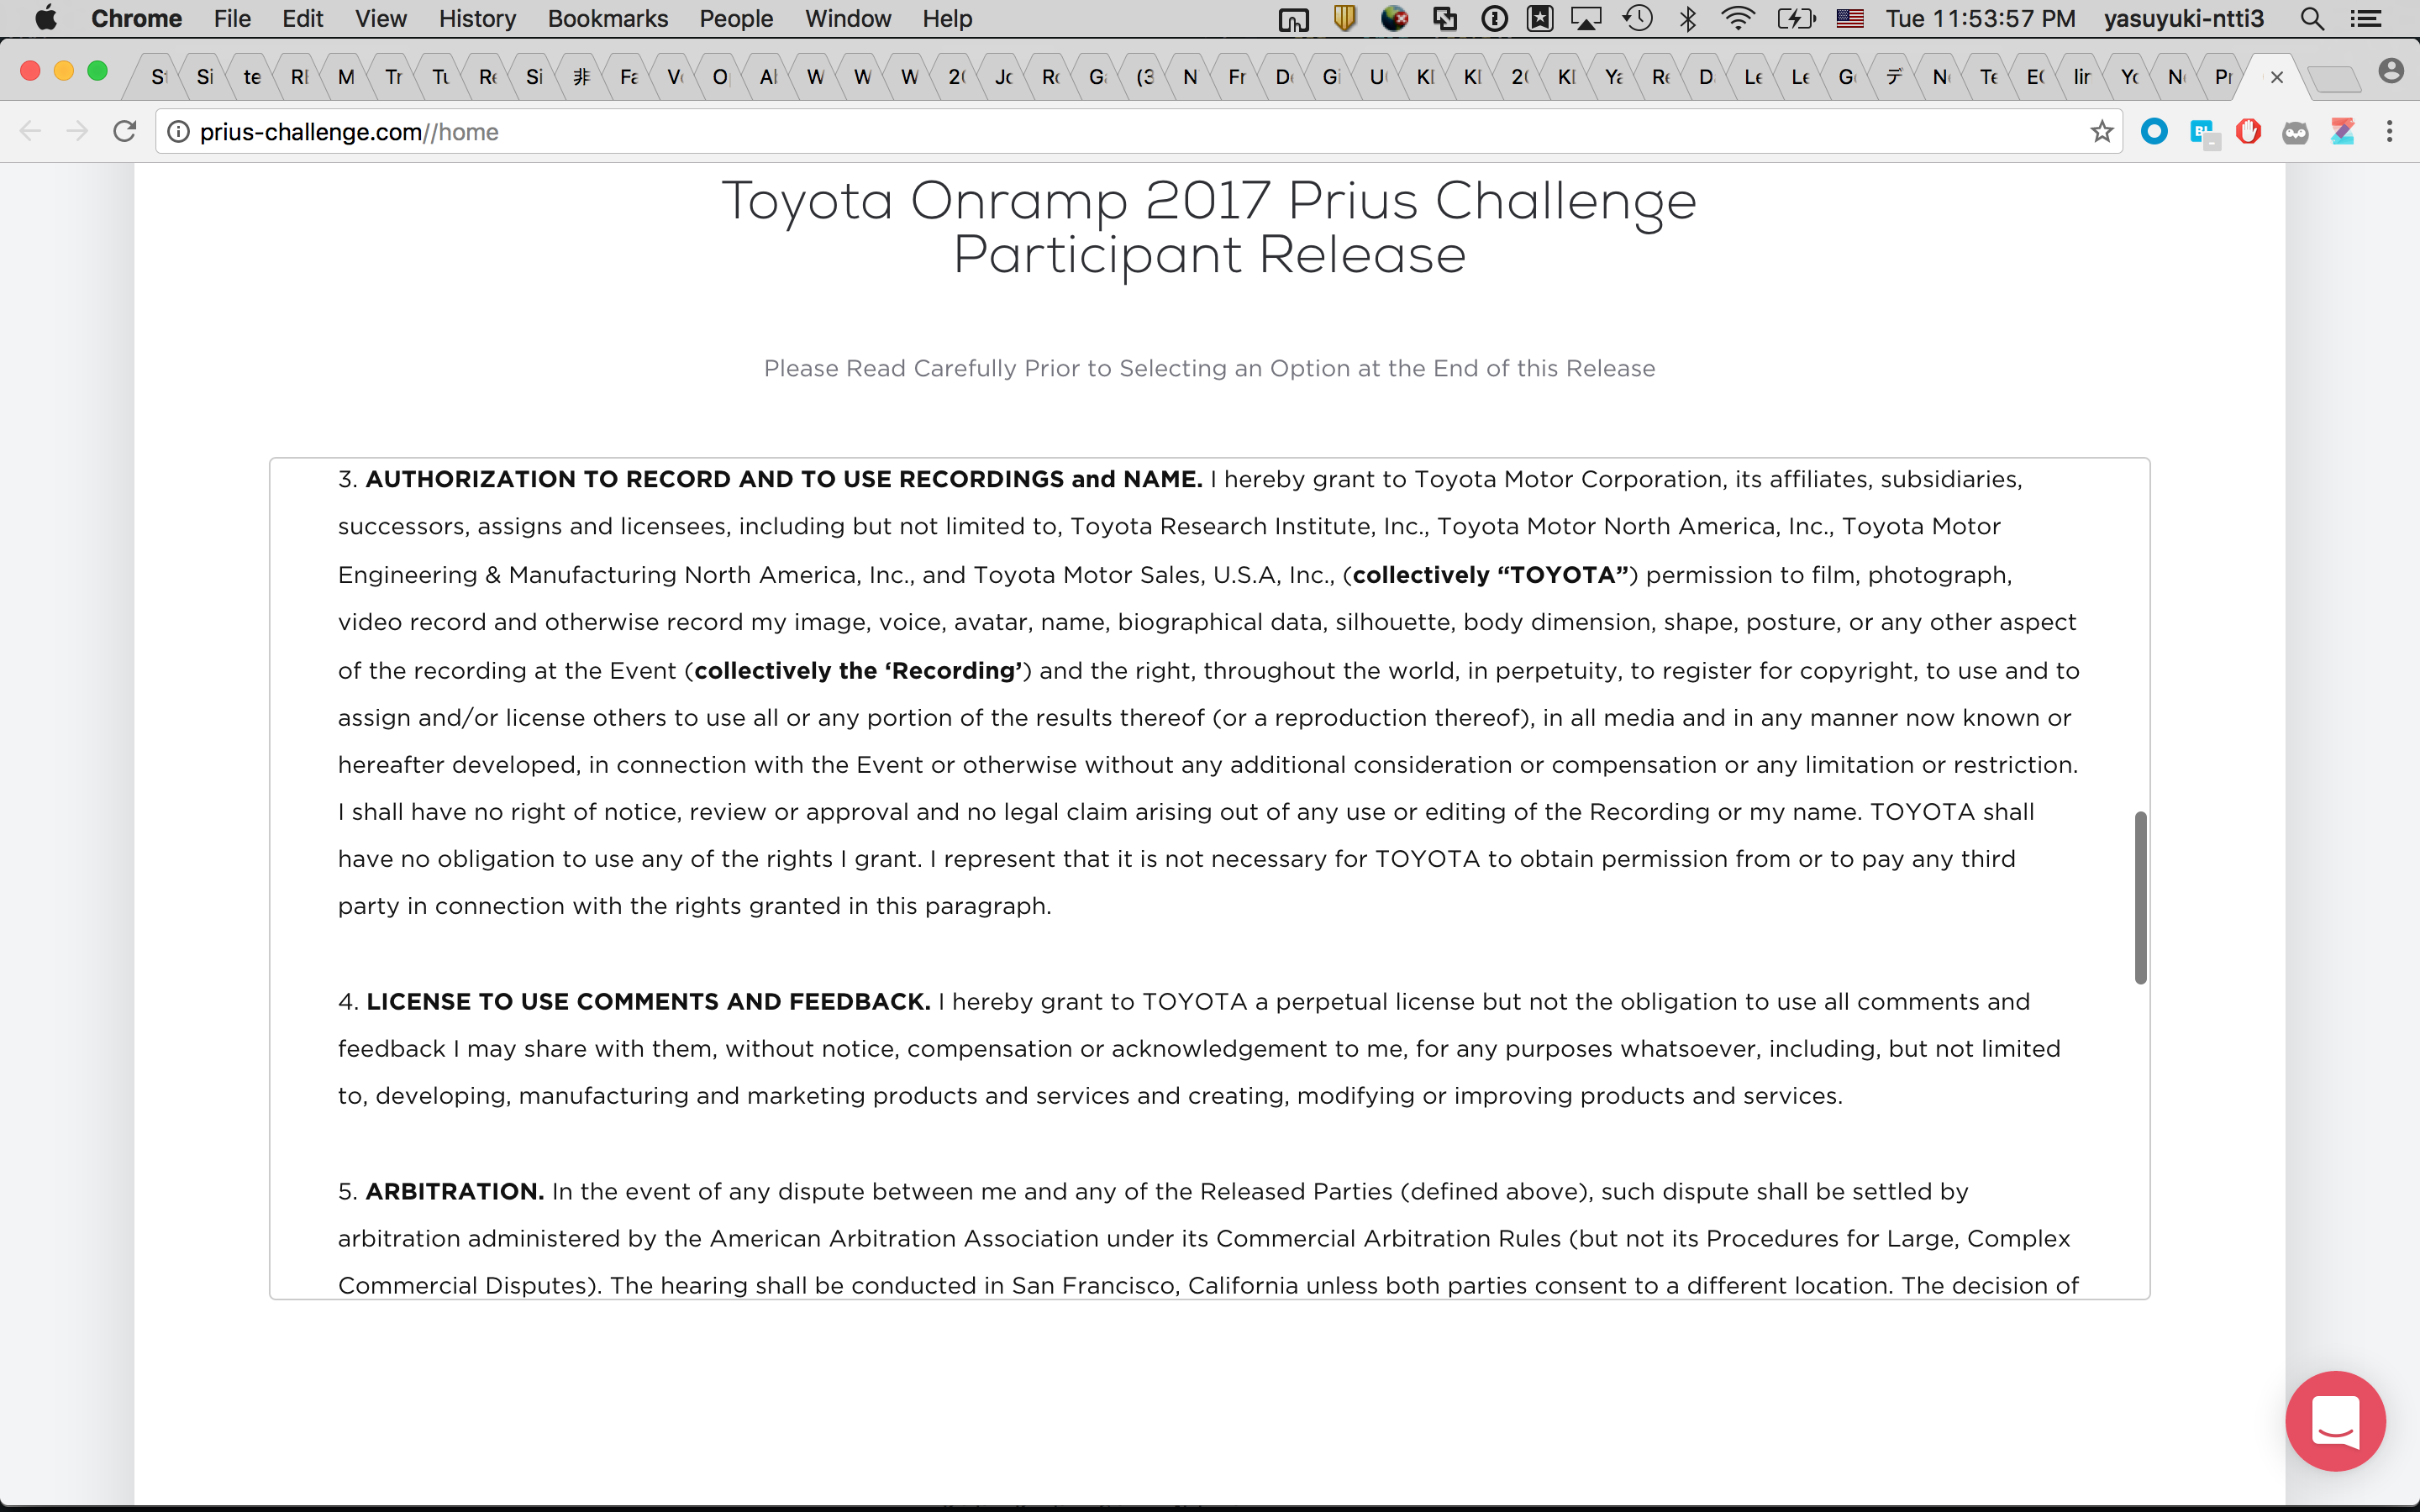 Chrome File Edit View History Bookmarks People Window Help Tue 11:53:57 PM yasuyuki-ntti3
Si te RE M Tr Tu Re Si 非 Fa V O W W W 2( Jc G (3 N Fr D Gi U 2( Ya Re D Le Le G デ N Te E( lir Yc N Pr
prius-challenge.com//home
Toyota Onramp 2017 Prius Challenge
Participant Release
Please Read Carefully Prior to Selecting an Option at the End of this Release
3. AUTHORIZATION TO RECORD AND TO USE RECORDINGS and NAME. I hereby grant to Toyota Motor Corporation, its affiliates, subsidiaries,
successors, assigns and licensees, including but not limited to, Toyota Research Institute, Inc., Toyota Motor North America, Inc., Toyota Motor
Engineering & Manufacturing North America, Inc., and Toyota Motor Sales, U.S.A, Inc., (collectively “TOYOTA”) permission to film, photograph,
video record and otherwise record my image, voice, avatar, name, biographical data, silhouette, body dimension, shape, posture, or any other aspect
of the recording at the Event (collectively the ‘Recording’) and the right, throughout the world, in perpetuity, to register for copyright, to use and to
assign and/or license others to use all or any portion of the results thereof (or a reproduction thereof), in all media and in any manner now known or
hereafter developed, in connection with the Event or otherwise without any additional consideration or compensation or any limitation or restriction.
I shall have no right of notice, review or approval and no legal claim arising out of any use or editing of the Recording or my name. TOYOTA shall
have no obligation to use any of the rights I grant. I represent that it is not necessary for TOYOTA to obtain permission from or to pay any third
party in connection with the rights granted in this paragraph.
4. LICENSE TO USE COMMENTS AND FEEDBACK. I hereby grant to TOYOTA a perpetual license but not the obligation to use all comments and
feedback I may share with them, without notice, compensation or acknowledgement to me, for any purposes whatsoever, including, but not limited
to, developing, manufacturing and marketing products and services and creating, modifying or improving products and services.
5. ARBITRATION. In the event of any dispute between me and any of the Released Parties (defined above), such dispute shall be settled by
arbitration administered by the American Arbitration Association under its Commercial Arbitration Rules (but not its Procedures for Large, Complex
Commercial Disputes). The hearing shall be conducted in San Francisco, California unless both parties consent to a different location. The decision of